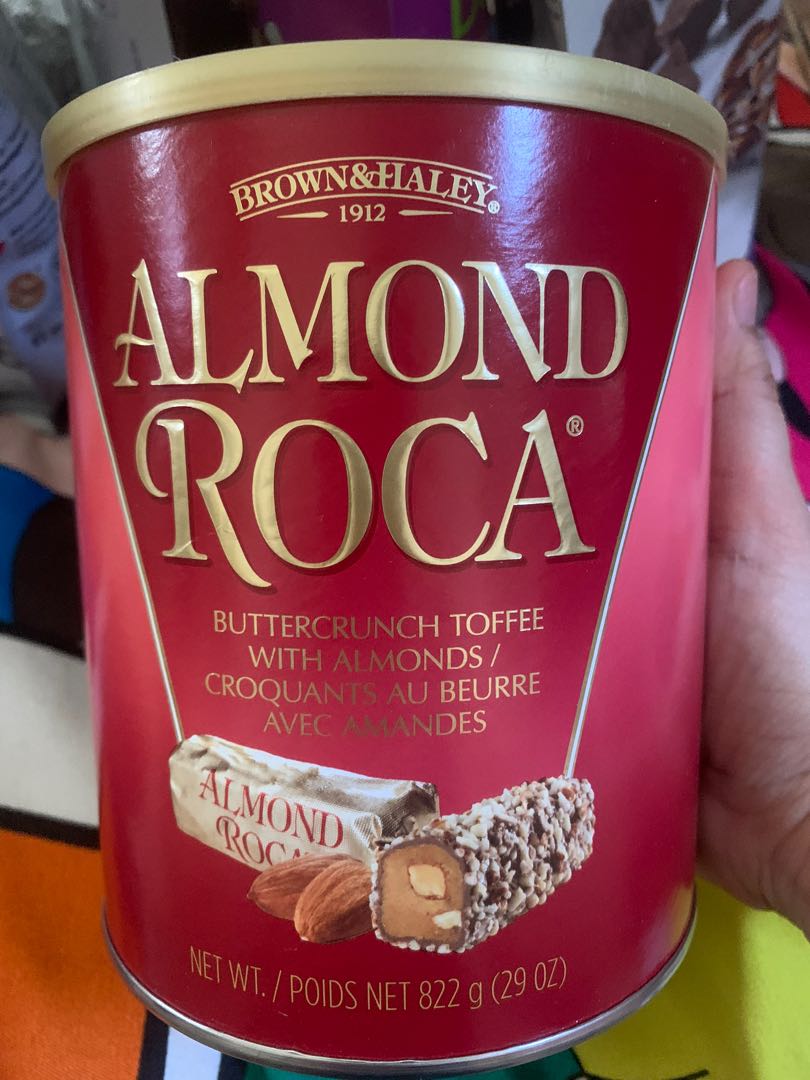 BROWN&HALEY®
1912
ALMOND
ROCA®
BUTTERCRUNCH TOFFEE
WITH ALMONDS /
CROQUANTS AU BEURRE
AVEC AMANDES
ALMOND
ROCA
NET WT. / POIDS NET 822 g (29 OZ)